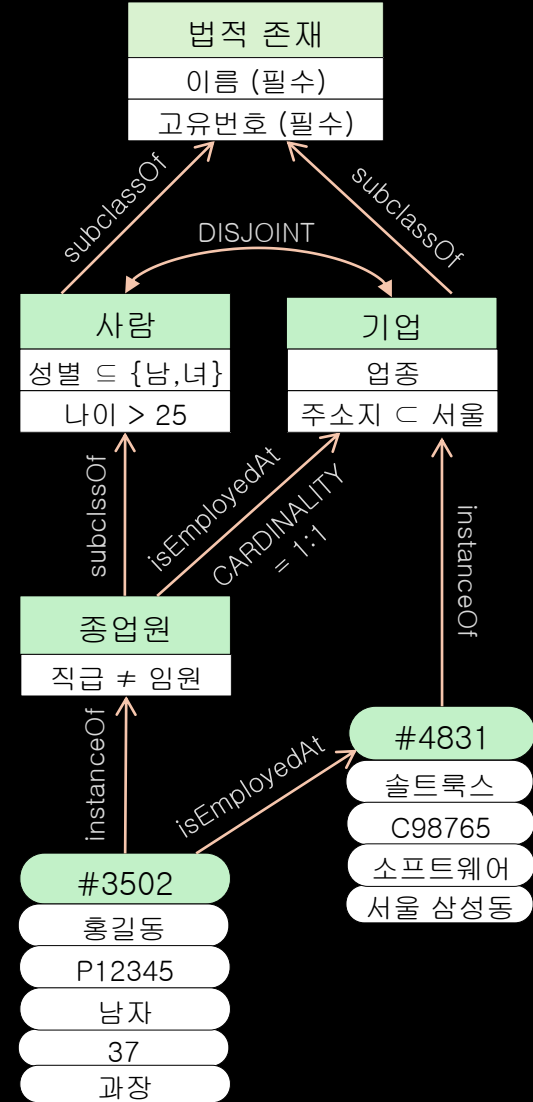 법적 존재
이름 (필수)
고유번호 (필수)
subclassOf
subclassOf
DISJOINT
사람
성별 ⊆ {남,녀}
나이 > 25
기업
업종
주소지 ⊂ 서울
subclssOf
isEmployedAt
CARDINALITY
= 1:1
instanceOf
종업원
직급 ≠ 임원
instanceOf
isEmployedAt
#4831
솔트룩스
C98765
소프트웨어
서울 삼성동
#3502
홍길동
P12345
남자
37
과장